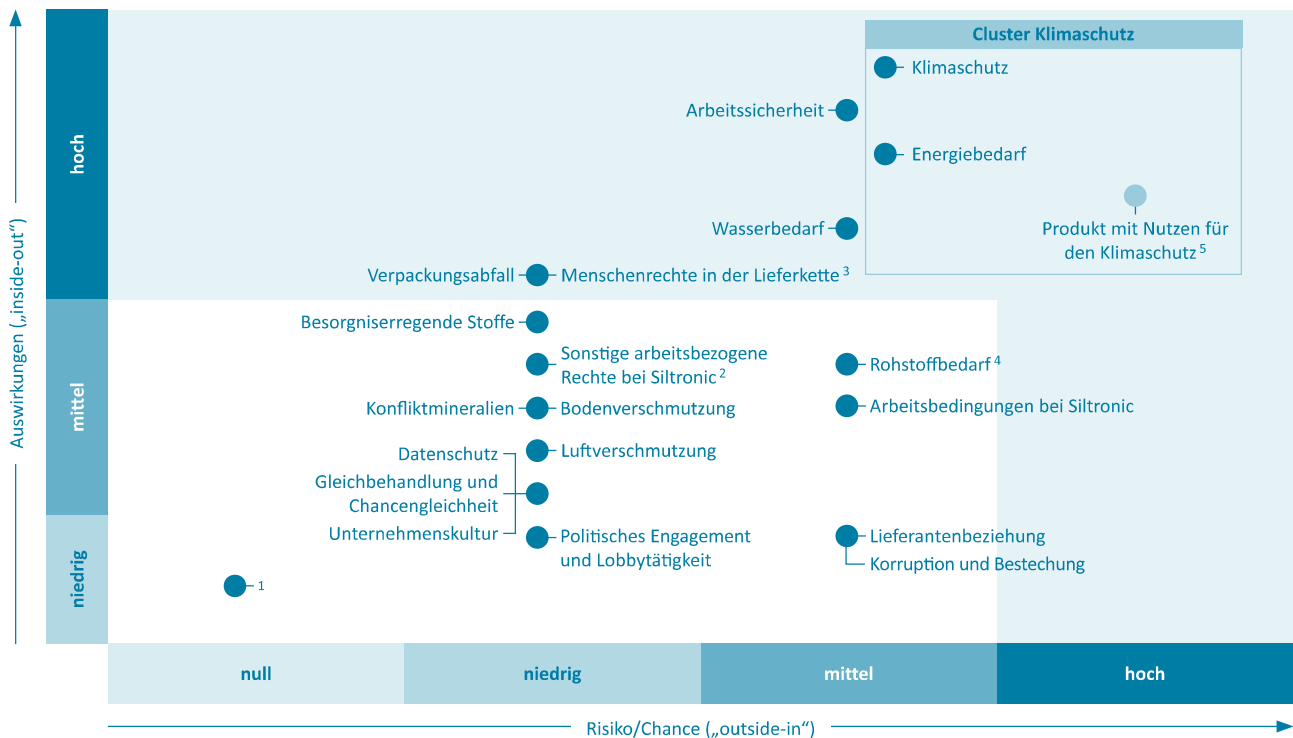 Auswirkungen („inside-out“)
hoch
mittel
niedrig
Cluster Klimaschutz
Klimaschutz
Arbeitssicherheit
Energiebedarf
Wasserbedarf
Produkt mit Nutzen für
den Klimaschutz 5
Verpackungsabfall
Menschenrechte in der Lieferkette 3
Besorgniserregende Stoffe
Sonstige arbeitsbezogene
Rechte bei Siltronic 2
Rohstoffbedarf 4
Konfliktmineralien
Bodenverschmutzung
Arbeitsbedingungen bei Siltronic
Datenschutz
Luftverschmutzung
Gleichbehandlung und
Chancengleichheit
Unternehmenskultur
Politisches Engagement
und Lobbytätigkeit
Lieferantenbeziehung
Korruption und Bestechung
1
null
niedrig
mittel
hoch
Risiko/Chance („outside-in“)